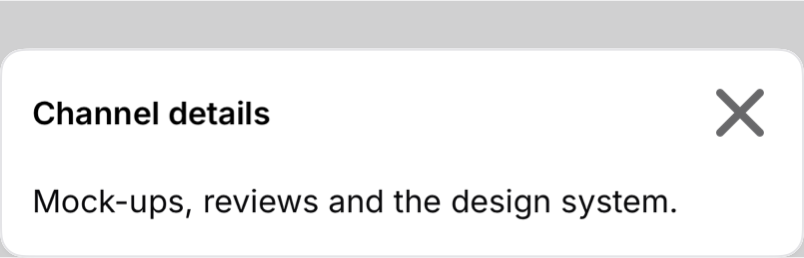 Channel details
Mock-ups, reviews and the design system.